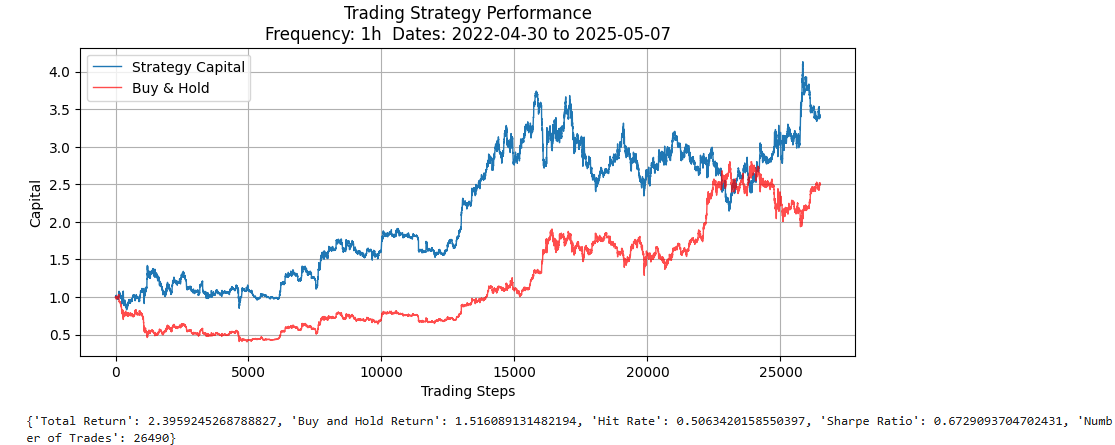 Trading Strategy Performance
Frequency: 1h  Dates: 2022-04-30 to 2025-05-07
Strategy Capital
Buy & Hold
Capital
4.0
3.5
3.0
2.5
2.0
1.5
1.0
0.5
0 5000 10000 15000 20000 25000
Trading Steps
{'Total Return': 2.3959245268788827, 'Buy and Hold Return': 1.516089131482194, 'Hit Rate': 0.5063420158550397, 'Sharpe Ratio': 0.6729093704702431, 'Numb
er of Trades': 26490}